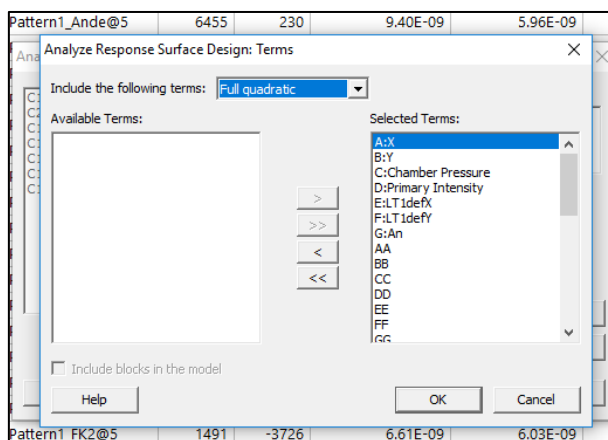 Pattern1_Ande@5 6455 230 9.40E-09 5.96E-09
Analyze Response Surface Design: Terms
Include the following terms: Full quadratic
Available Terms:
Selected Terms:
A:X
B:Y
C:Chamber Pressure
D:Primary Intensity
E:LT1defX
F:LT1defY
G:An
AA
BB
CC
DD
EE
FF
GG
>
>>
<
<<
Include blocks in the model
Help
OK
Cancel
Pattern1_FK2@5 1491 -3726 6.61E-09 6.03E-09